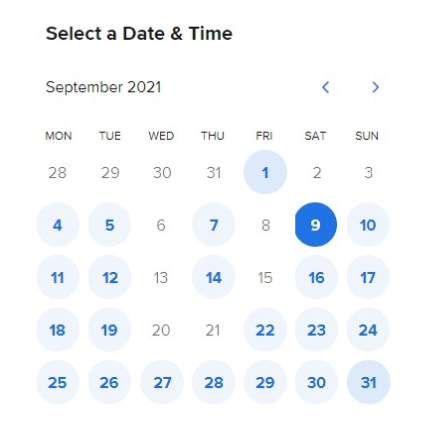 Select a Date & Time
September 2021
MON TUE WED THU FRI SAT SUN
28 29 30 31 1 2 3
4 5 6 7 8 9 10
11 12 13 14 15 16 17
18 19 20 21 22 23 24
25 26 27 28 29 30 31